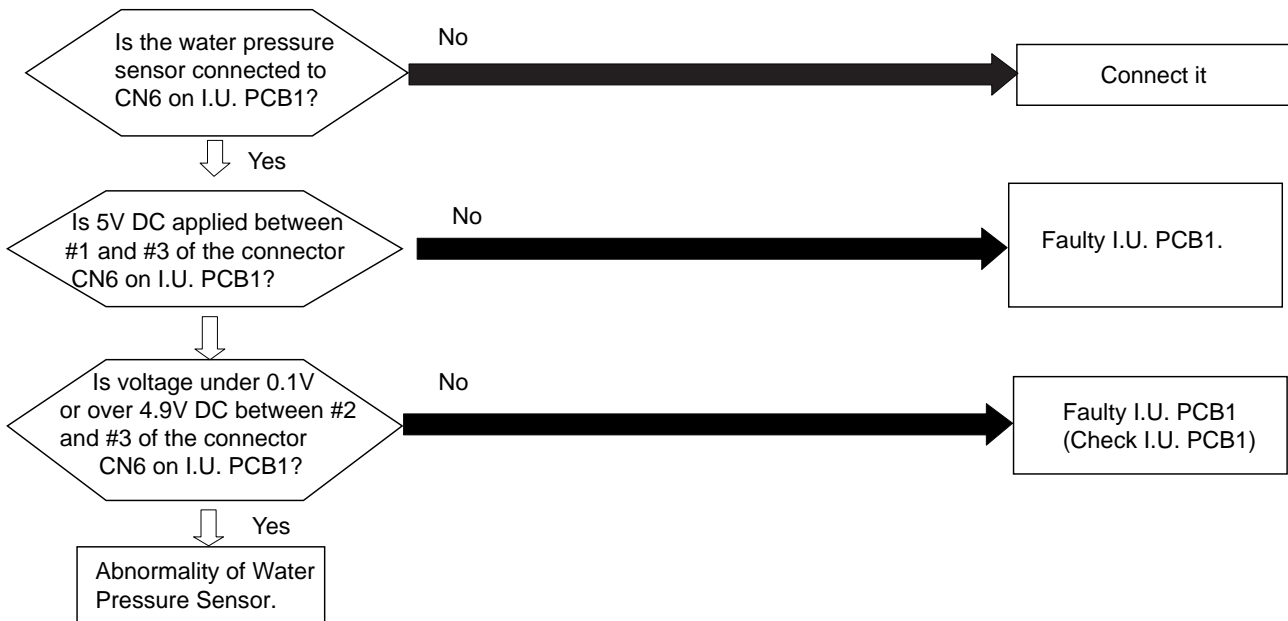 Is the water pressure
sensor connected to
CN6 on I.U. PCB1?
No
Connect it
Yes
Is 5V DC applied between
#1 and #3 of the connector
CN6 on I.U. PCB1?
No
Faulty I.U. PCB1.
Is voltage under 0.1V
or over 4.9V DC between #2
and #3 of the connector
CN6 on I.U. PCB1?
No
Faulty I.U. PCB1
(Check I.U. PCB1)
Yes
Abnormality of Water
Pressure Sensor.